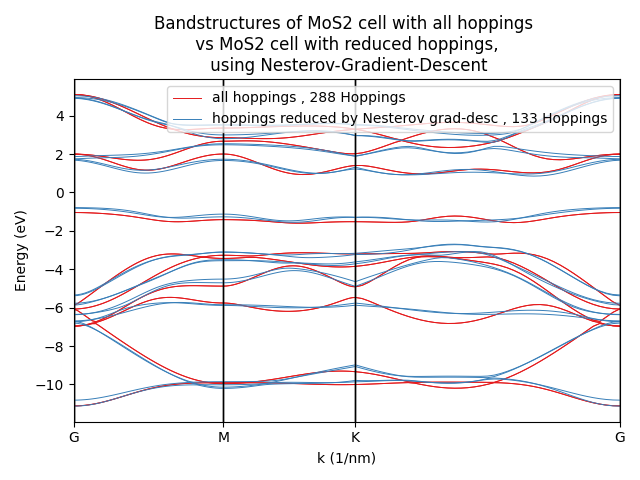 Bandstructures of MoS2 cell with all hoppings
vs MoS2 cell with reduced hoppings,
using Nesterov-Gradient-Descent
all hoppings , 288 Hoppings
hoppings reduced by Nesterov grad-desc , 133 Hoppings
Energy (eV)
4
2
0
−2
−4
−6
−8
−10
G M K G
k (1/nm)